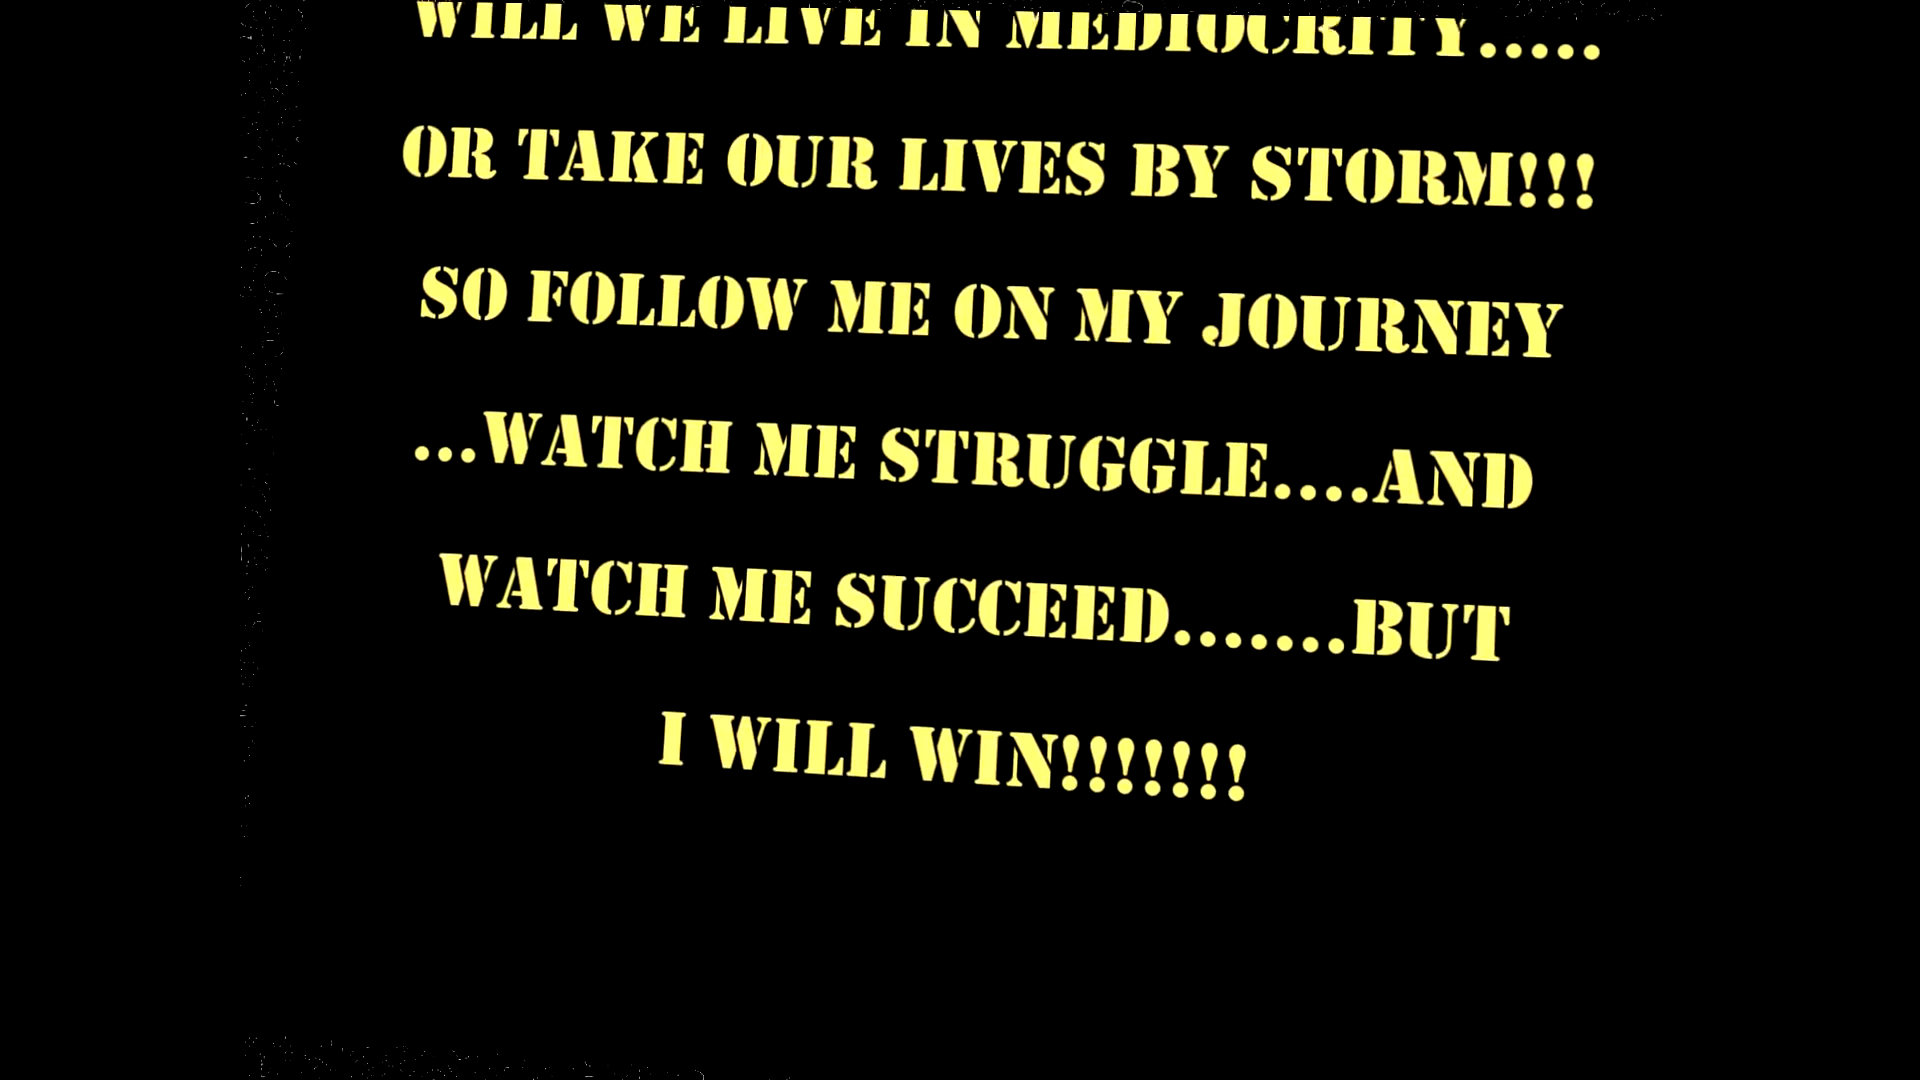 WILL WE LIVE IN MEDIOCRITY.....
OR TAKE OUR LIVES BY STORM!!!
SO FOLLOW ME ON MY JOURNEY
...WATCH ME STRUGGLE....AND
WATCH ME SUCCEED.......BUT
I WILL WIN!!!!!!!